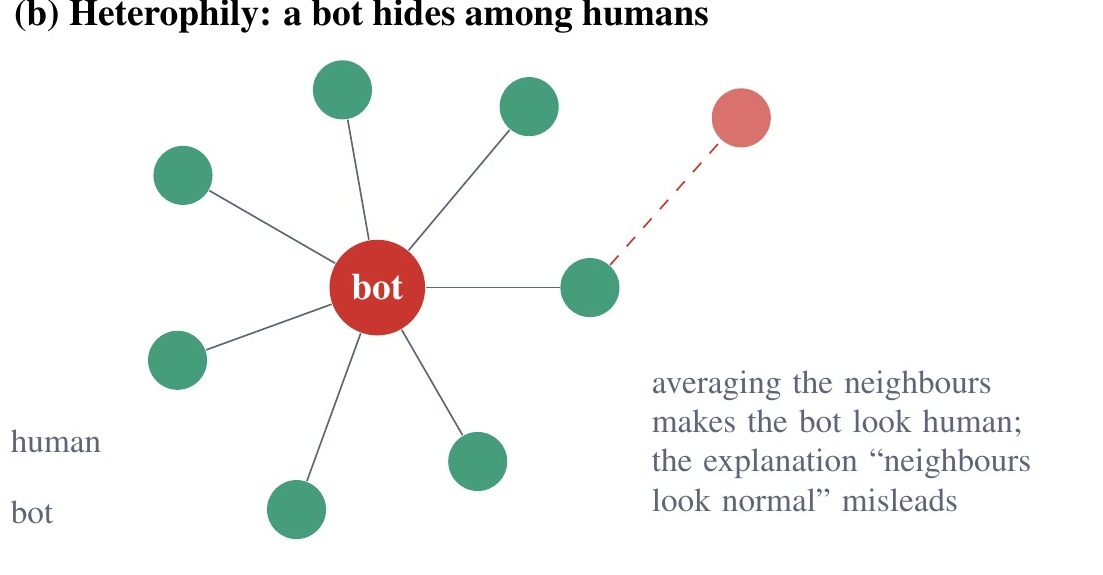 (b) Heterophily: a bot hides among humans
bot
averaging the neighbours
makes the bot look human;
the explanation “neighbours
look normal” misleads
human
bot